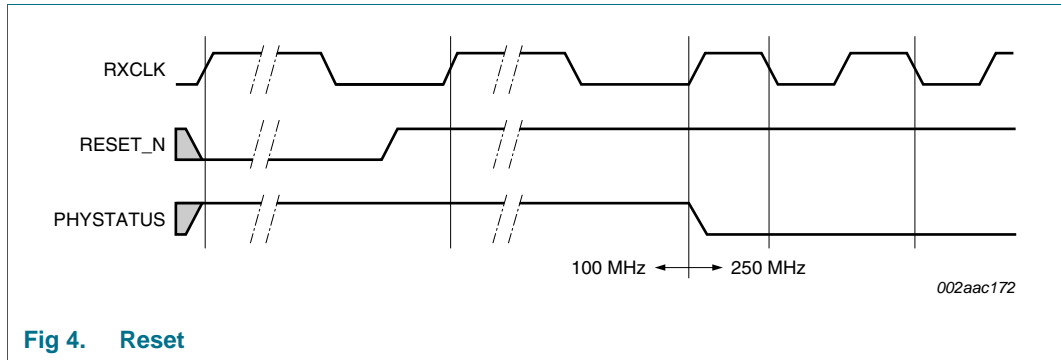 RXCLK
RESET_N
PHYSTATUS
100 MHz
250 MHz
002aac172
Fig 4. Reset